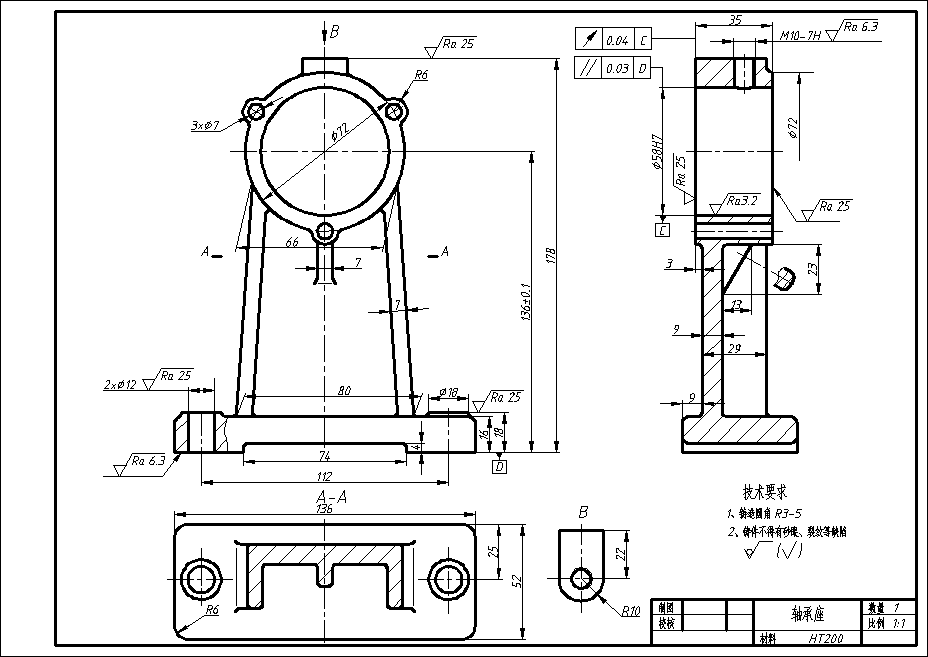 B
Ra 25
R6
3xΦ7
Φ72
A
66
A
7
7
136±0.1
178
2xΦ12
Ra 25
80
Φ18
Ra 25
16
18
4
D
Ra 6.3
74
112
35
M10-7H
Ra 6.3
0.04
C
0.03
D
Φ58H7
Φ72
Ra 25
Ra3.2
Ra 25
C
3
23
13
9
29
9
A-A
136
25
52
R6
B
22
R10
技术要求
1、铸造圆角 R3-5
2、铸件不得有砂眼、裂纹等缺陷
(√)
制图
校核
轴承座
数量 1
比例 1:1
材料 HT200